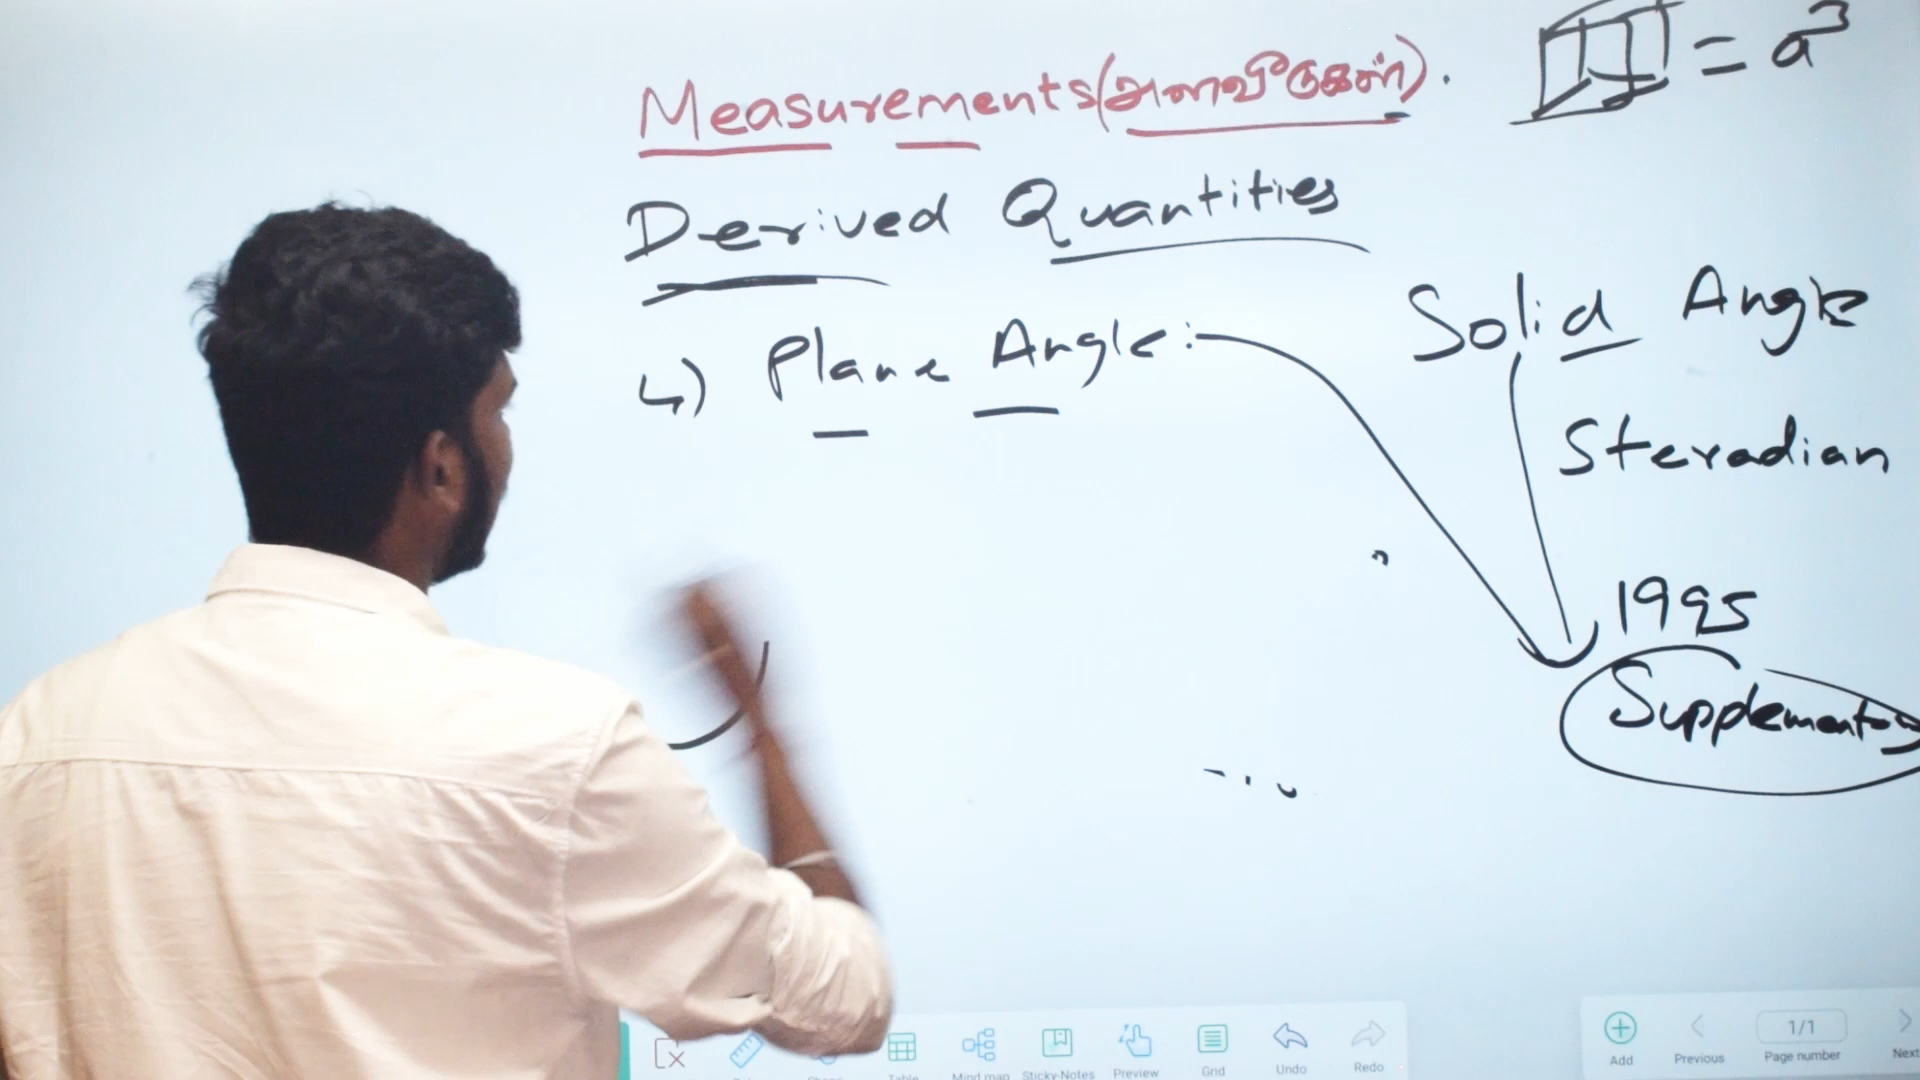 Measurements(அளவீடுகள்).
= a³
Derived Quantities
4) Plane Angle:
Solid Angle
Steradian
1995
Supplementary
Table
Mind map
Sticky-Notes
Preview
Grid
Undo
Redo
Add
Previous
1/1
Page number
Next